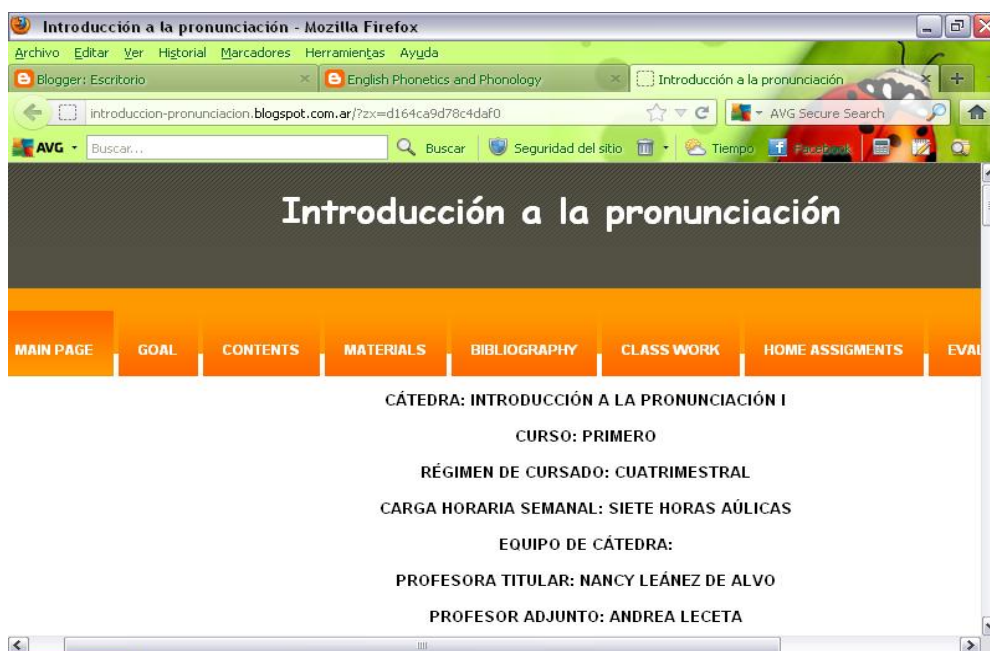 Introducción a la pronunciación - Mozilla Firefox
Archivo Editar Ver Historial Marcadores Herramientas Ayuda
Blogger: Escritorio × English Phonetics and Phonology × Introducción a la pronunciación × +
introduccion-pronunciacion.blogspot.com.ar/?zx=d164ca9d78c4daf0 AVG Secure Search
AVG Buscar... Buscar Seguridad del sitio Tiempo Facebook
Introducción a la pronunciación
MAIN PAGE GOAL CONTENTS MATERIALS BIBLIOGRAPHY CLASS WORK HOME ASSIGMENTS EVAL
CÁTEDRA: INTRODUCCIÓN A LA PRONUNCIACIÓN I
CURSO: PRIMERO
RÉGIMEN DE CURSADO: CUATRIMESTRAL
CARGA HORARIA SEMANAL: SIETE HORAS AÚLICAS
EQUIPO DE CÁTEDRA:
PROFESORA TITULAR: NANCY LEÁNEZ DE ALVO
PROFESOR ADJUNTO: ANDREA LECETA